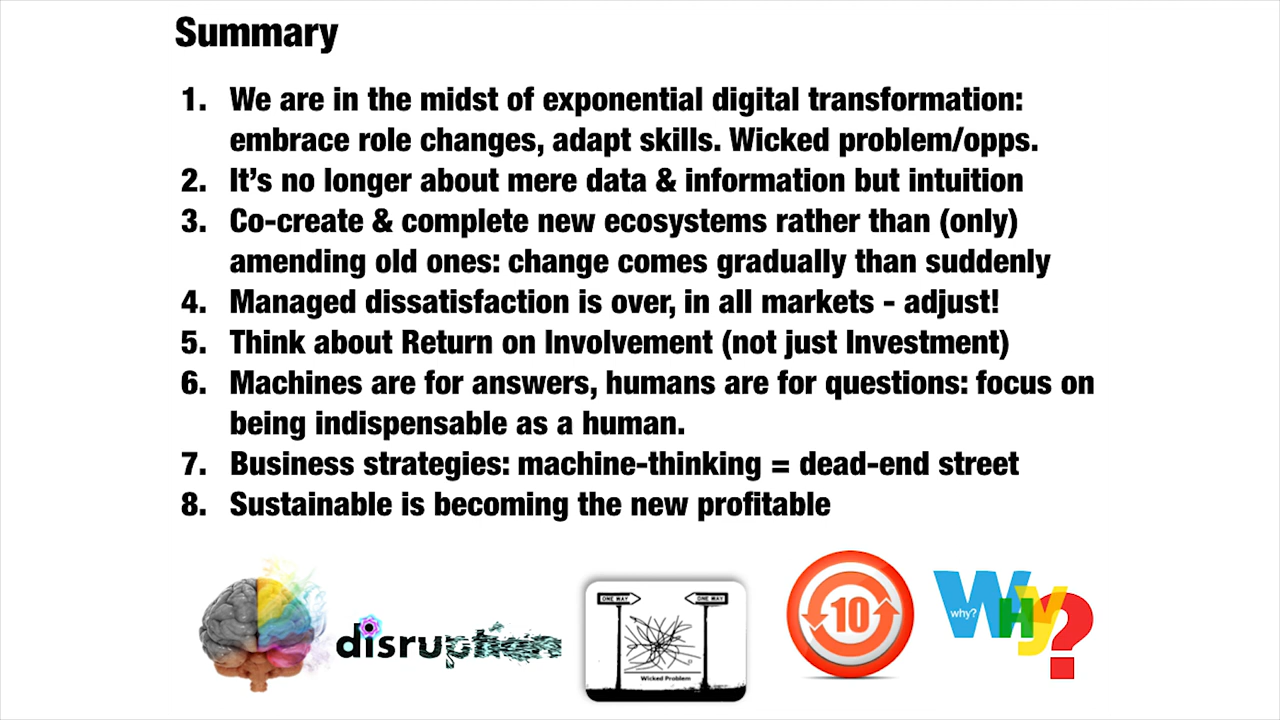 Summary
1. We are in the midst of exponential digital transformation:
embrace role changes, adapt skills. Wicked problem/opps.
2. It’s no longer about mere data & information but intuition
3. Co-create & complete new ecosystems rather than (only)
amending old ones: change comes gradually than suddenly
4. Managed dissatisfaction is over, in all markets - adjust!
5. Think about Return on Involvement (not just Investment)
6. Machines are for answers, humans are for questions: focus on
being indispensable as a human.
7. Business strategies: machine-thinking = dead-end street
8. Sustainable is becoming the new profitable
disruption
ONE WAY
ONE WAY
Wicked Problem
10
why?
WHy?